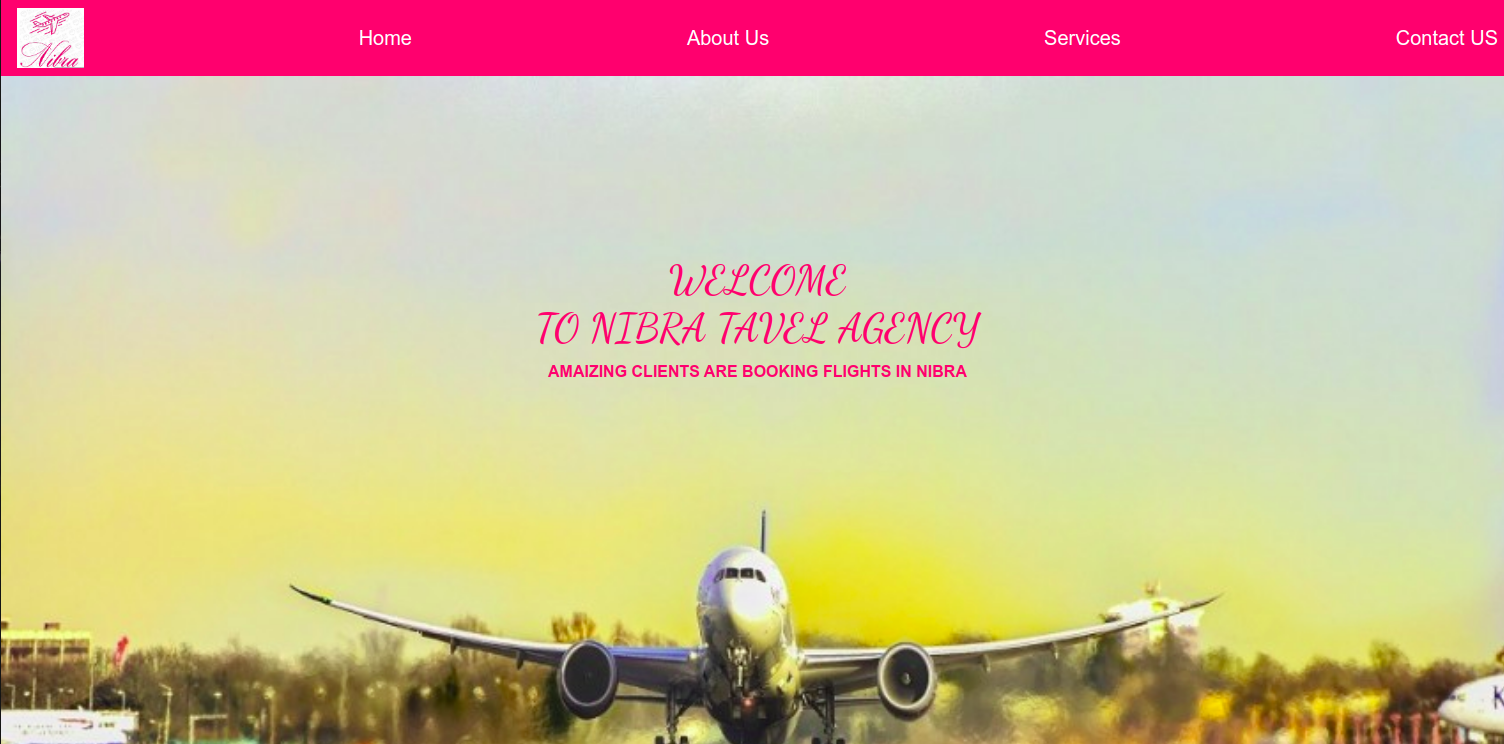 Nibra
Home
About Us
Services
Contact US
WELCOME
TO NIBRA TAVEL AGENCY
AMAIZING CLIENTS ARE BOOKING FLIGHTS IN NIBRA
K